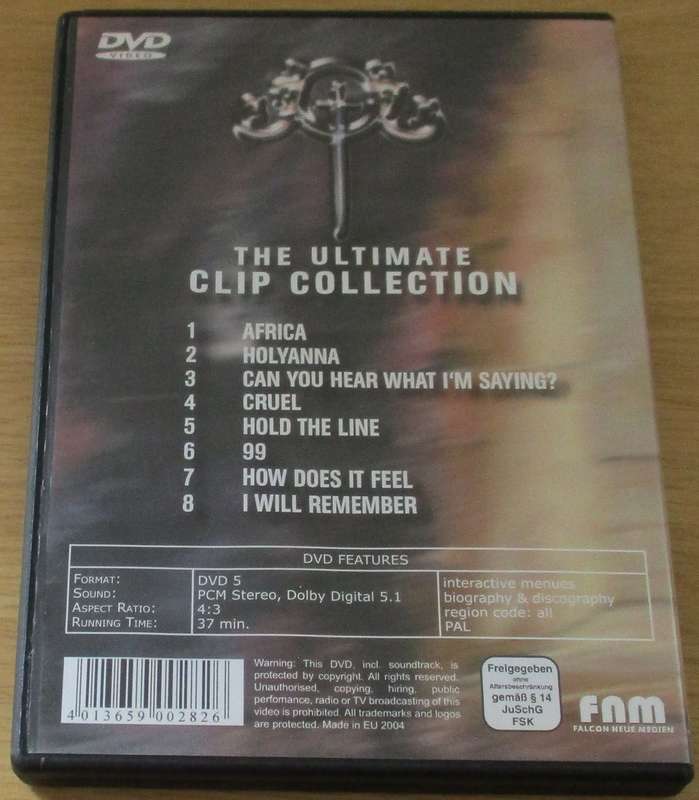 DVD
VIDEO
THE ULTIMATE
CLIP COLLECTION
1 AFRICA
2 HOLYANNA
3 CAN YOU HEAR WHAT I'M SAYING?
4 CRUEL
5 HOLD THE LINE
6 99
7 HOW DOES IT FEEL
8 I WILL REMEMBER
DVD FEATURES
FORMAT: DVD 5 interactive menues
SOUND: PCM Stereo, Dolby Digital 5.1 biography & discography
ASPECT RATIO: 4:3 region code: all
RUNNING TIME: 37 min. PAL
Warning: This DVD, incl. soundtrack, is
protected by copyright. All rights reserved.
Unauthorised, copying, hiring, public
perfomance, radio or TV broadcasting of this
video is prohibited. All trademarks and logos
are protected. Made in EU 2004
4 013659 002826
Freigegeben
ohne
Altersbeschränkung
gemäß § 14
JuSchG
FSK
FNM
FALCON NEUE MEDIEN